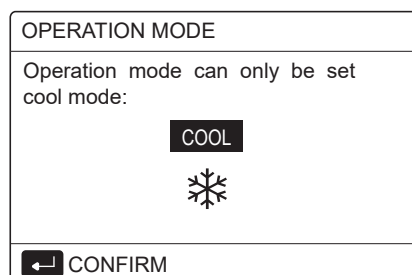 OPERATION MODE
Operation mode can only be set
cool mode:
COOL
CONFIRM